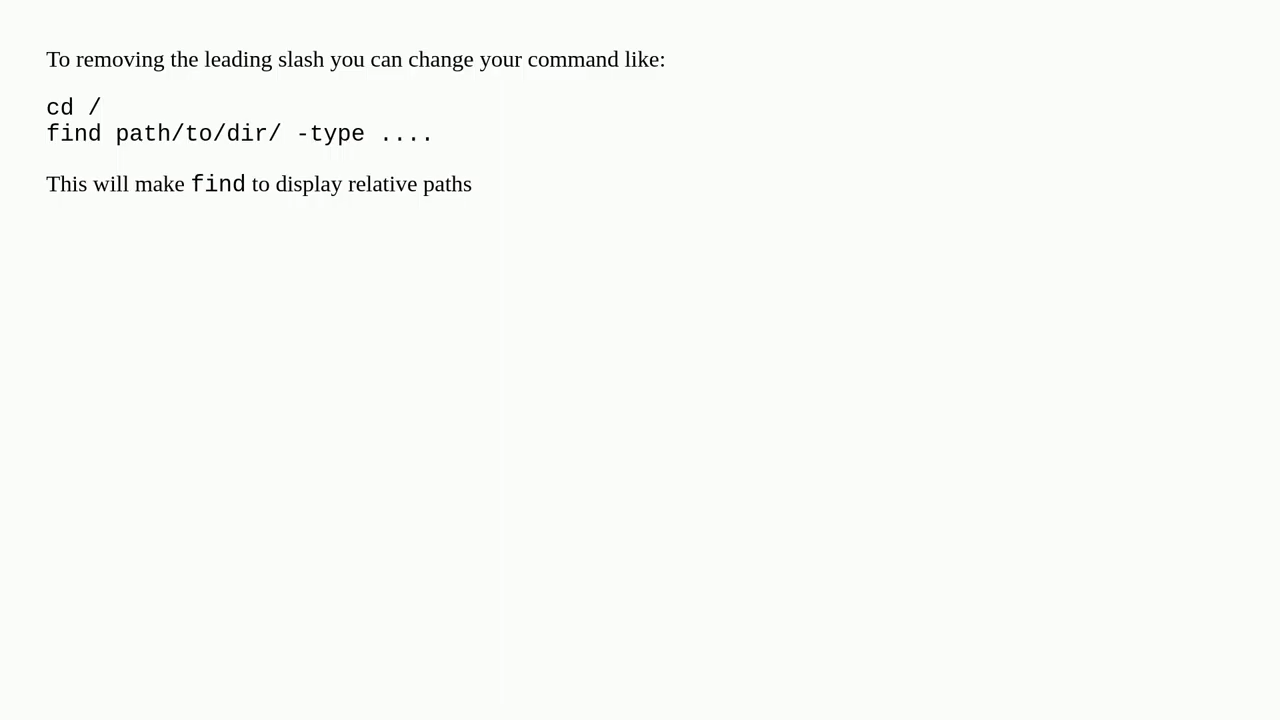 To removing the leading slash you can change your command like:
cd /
find path/to/dir/ -type ....
This will make find to display relative paths